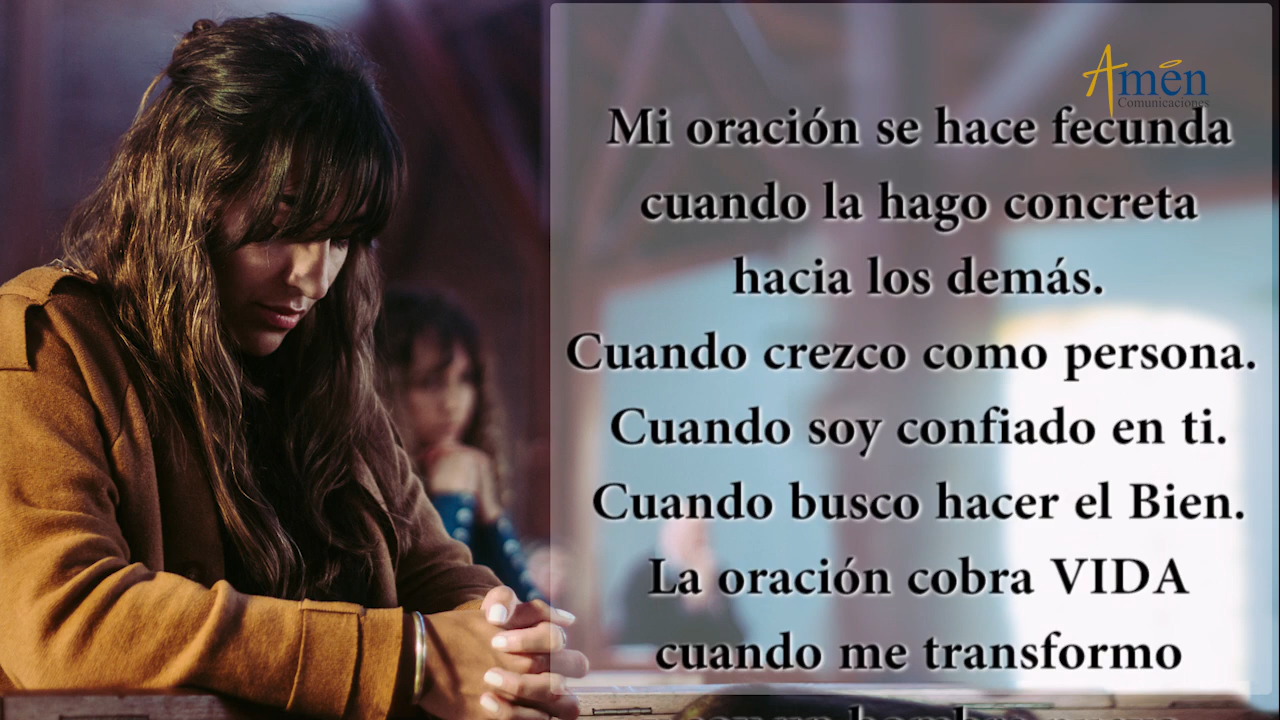 Amén
Comunicaciones
Mi oración se hace fecunda
cuando la hago concreta
hacia los demás.
Cuando crezco como persona.
Cuando soy confiado en ti.
Cuando busco hacer el Bien.
La oración cobra VIDA
cuando me transformo